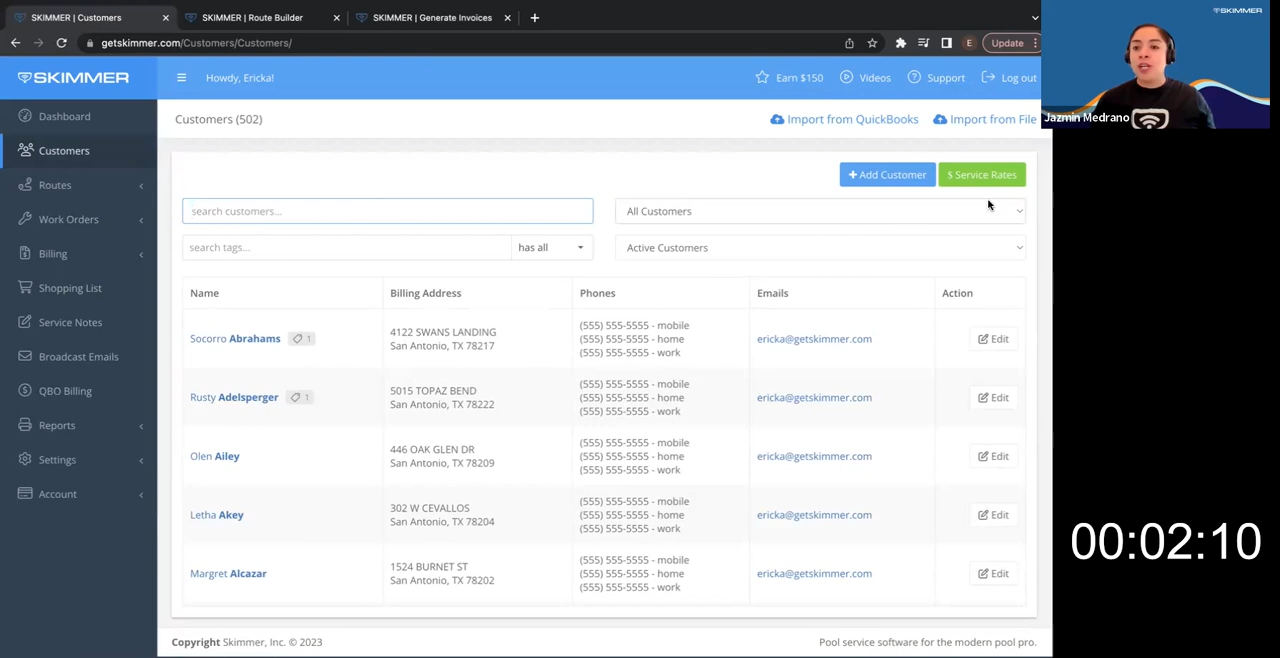 SKIMMER | Customers
SKIMMER | Route Builder
SKIMMER | Generate Invoices
getskimmer.com/Customers/Customers/
E
Update
SKIMMER
Jazmin Medrano
SKIMMER
Howdy, Ericka!
Earn $150
Videos
Support
Log out
Dashboard
Customers
Routes
Work Orders
Billing
Shopping List
Service Notes
Broadcast Emails
QBO Billing
Reports
Settings
Account
Customers (502)
Import from QuickBooks
Import from File
+ Add Customer
$ Service Rates
search customers...
All Customers
search tags...
has all
Active Customers
Name
Billing Address
Phones
Emails
Action
Socorro Abrahams
1
4122 SWANS LANDING
San Antonio, TX 78217
(555) 555-5555 - mobile
(555) 555-5555 - home
(555) 555-5555 - work
ericka@getskimmer.com
Edit
Rusty Adelsperger
1
5015 TOPAZ BEND
San Antonio, TX 78222
(555) 555-5555 - mobile
(555) 555-5555 - home
(555) 555-5555 - work
ericka@getskimmer.com
Edit
Olen Ailey
446 OAK GLEN DR
San Antonio, TX 78209
(555) 555-5555 - mobile
(555) 555-5555 - home
(555) 555-5555 - work
ericka@getskimmer.com
Edit
Letha Akey
302 W CEVALLOS
San Antonio, TX 78204
(555) 555-5555 - mobile
(555) 555-5555 - home
(555) 555-5555 - work
ericka@getskimmer.com
Edit
Margret Alcazar
1524 BURNET ST
San Antonio, TX 78202
(555) 555-5555 - mobile
(555) 555-5555 - home
(555) 555-5555 - work
ericka@getskimmer.com
Edit
00:02:10
Copyright Skimmer, Inc. © 2023
Pool service software for the modern pool pro.